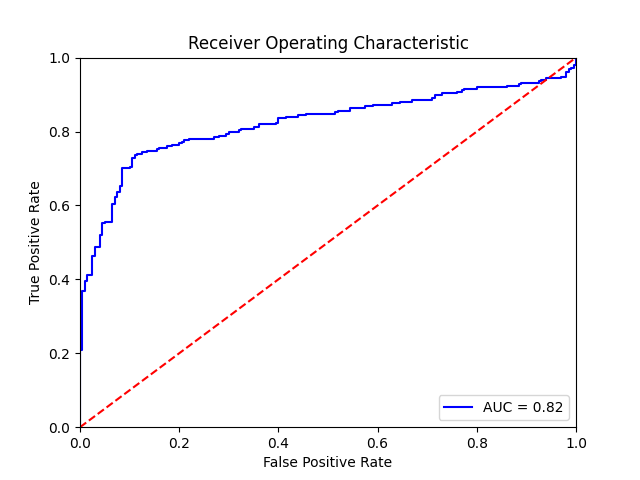 Receiver Operating Characteristic
True Positive Rate
1.0
0.8
0.6
0.4
0.2
0.0
0.0 0.2 0.4 0.6 0.8 1.0
False Positive Rate
AUC = 0.82